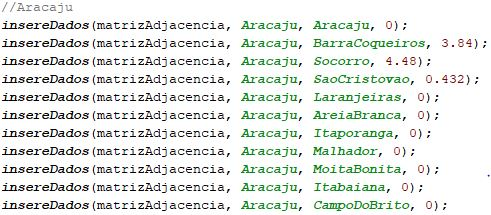 //Aracaju
insereDados(matrizAdjacencia, Aracaju, Aracaju, 0);
insereDados(matrizAdjacencia, Aracaju, BarraCoqueiros, 3.84);
insereDados(matrizAdjacencia, Aracaju, Socorro, 4.48);
insereDados(matrizAdjacencia, Aracaju, SaoCristovao, 0.432);
insereDados(matrizAdjacencia, Aracaju, Laranjeiras, 0);
insereDados(matrizAdjacencia, Aracaju, AreiaBranca, 0);
insereDados(matrizAdjacencia, Aracaju, Itaporanga, 0);
insereDados(matrizAdjacencia, Aracaju, Malhador, 0);
insereDados(matrizAdjacencia, Aracaju, MoitaBonita, 0);
insereDados(matrizAdjacencia, Aracaju, Itabaiana, 0);
insereDados(matrizAdjacencia, Aracaju, CampoDoBrito, 0);